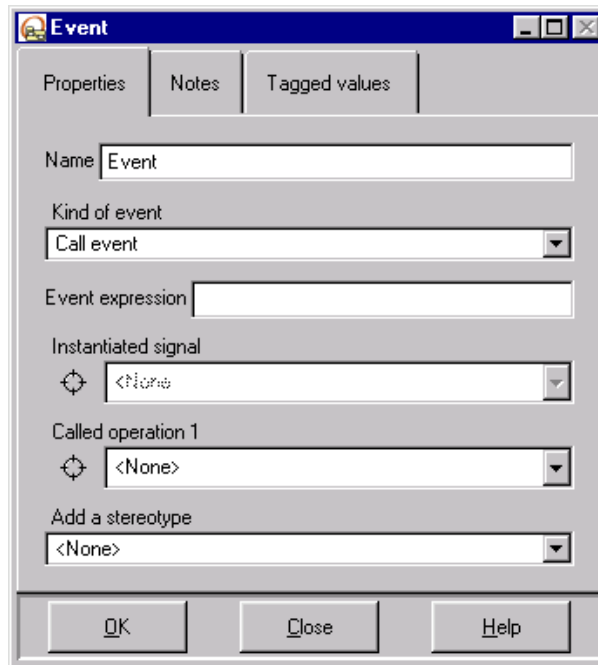 Event
Properties Notes Tagged values
Name Event
Kind of event
Call event
Event expression
Instantiated signal
<None
Called operation 1
<None>
Add a stereotype
<None>
OK Close Help